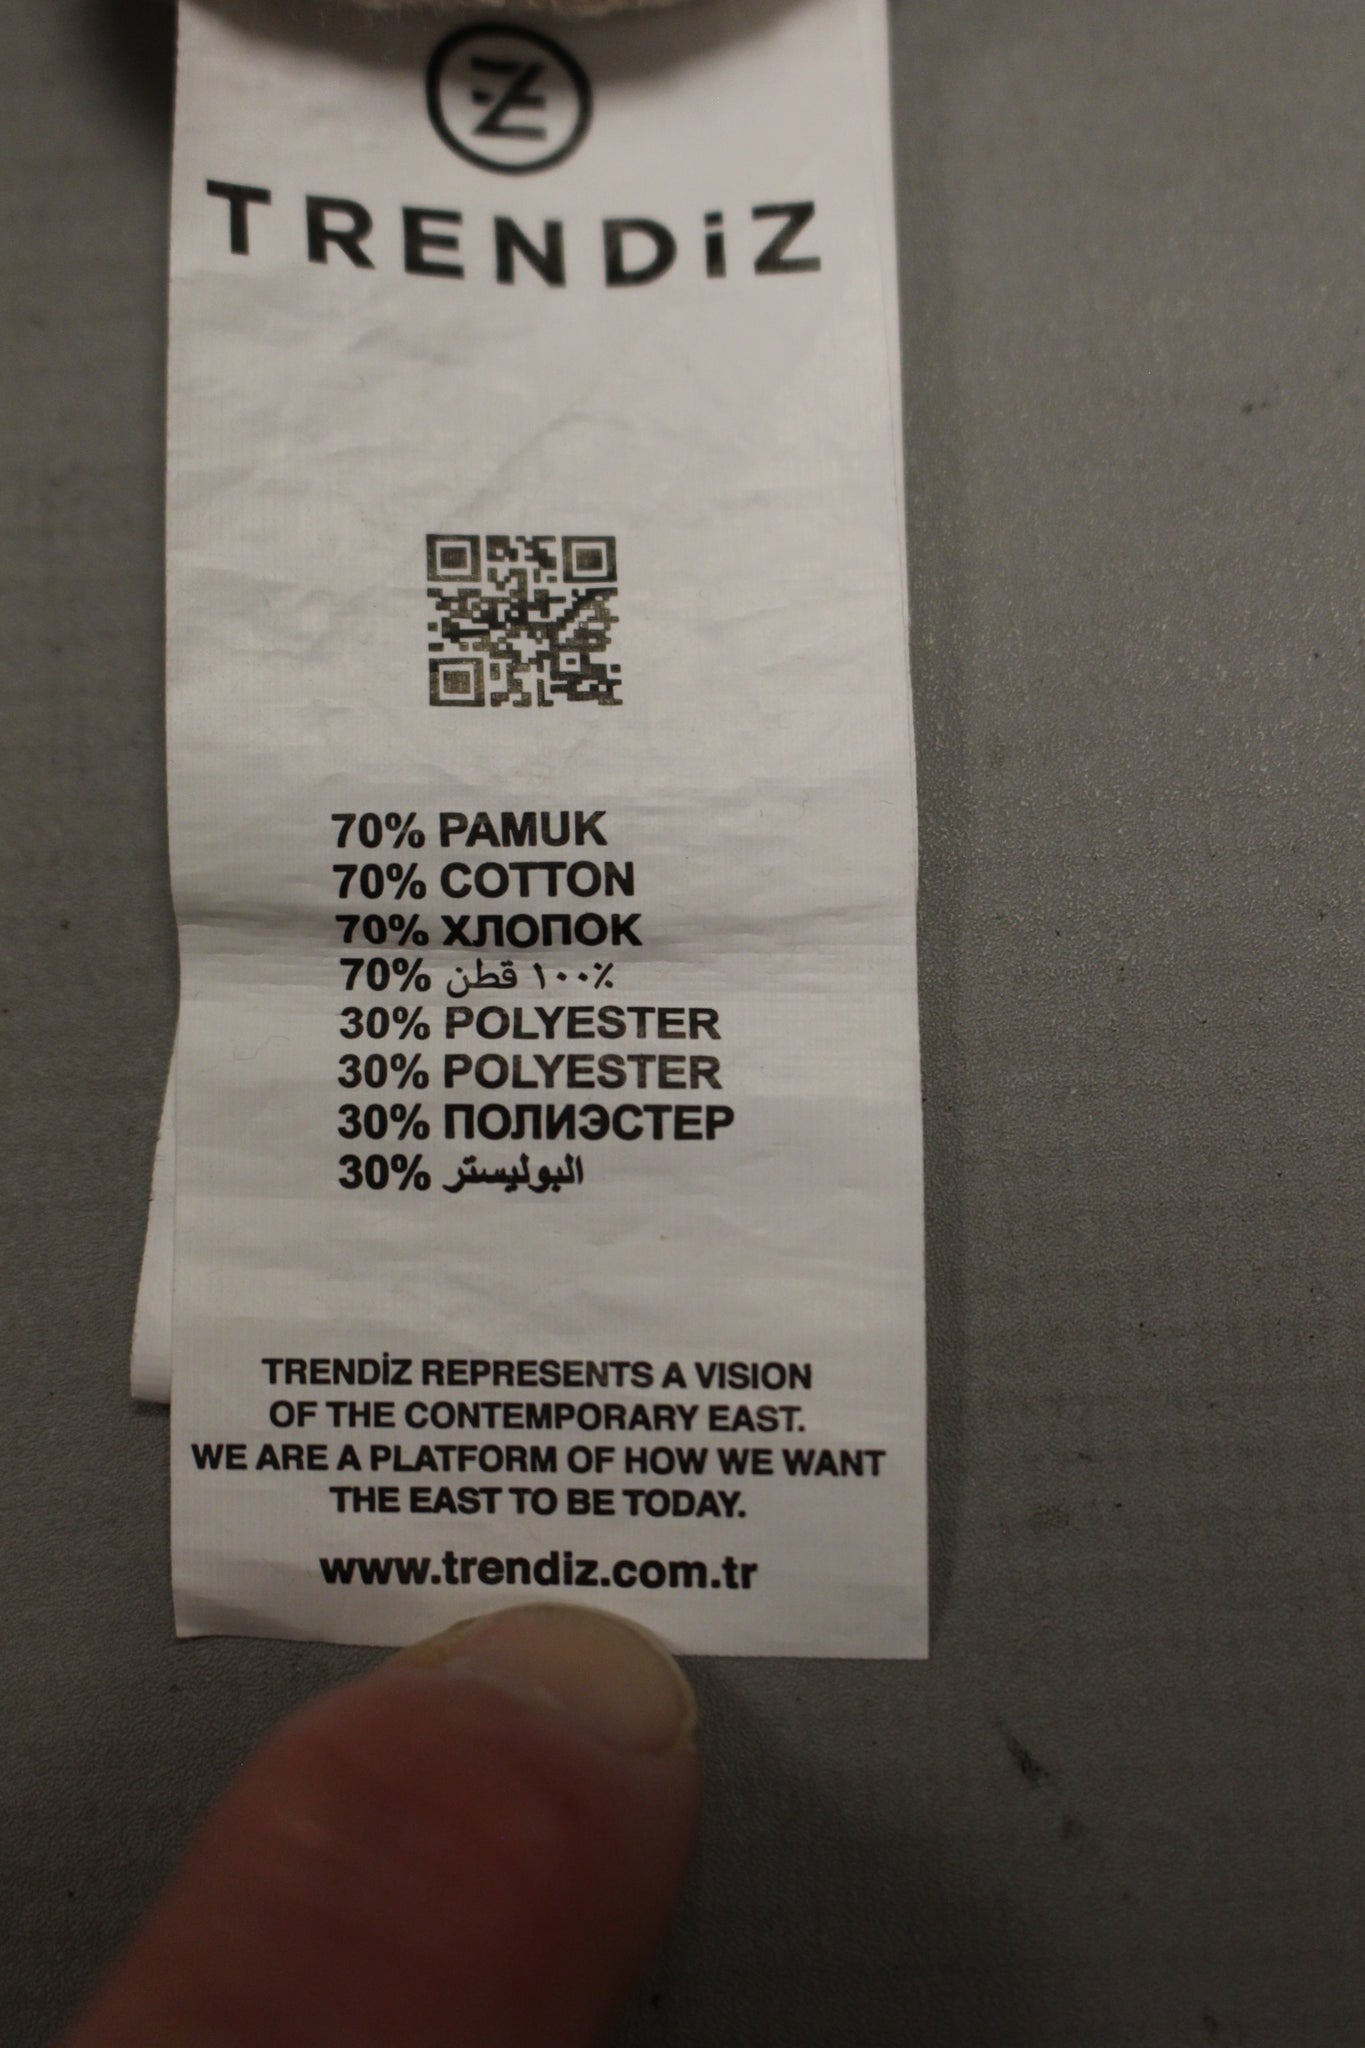 TRENDiZ
70% PAMUK
70% COTTON
70% ХЛОПОК
70% قطن ١٠٠٪
30% POLYESTER
30% POLYESTER
30% ПОЛИЭСТЕР
30% البوليستر
TRENDİZ REPRESENTS A VISION
OF THE CONTEMPORARY EAST.
WE ARE A PLATFORM OF HOW WE WANT
THE EAST TO BE TODAY.
www.trendiz.com.tr